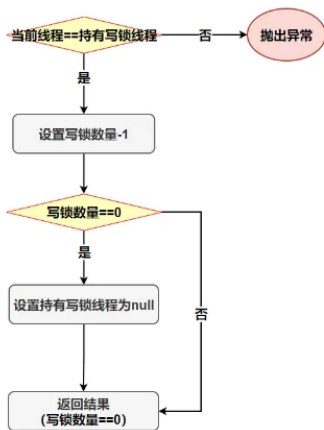 当前线程==持有写锁线程
否
抛出异常
是
设置写锁数量-1
写锁数量==0
是
设置持有写锁线程为null
否
返回结果
(写锁数量==0)